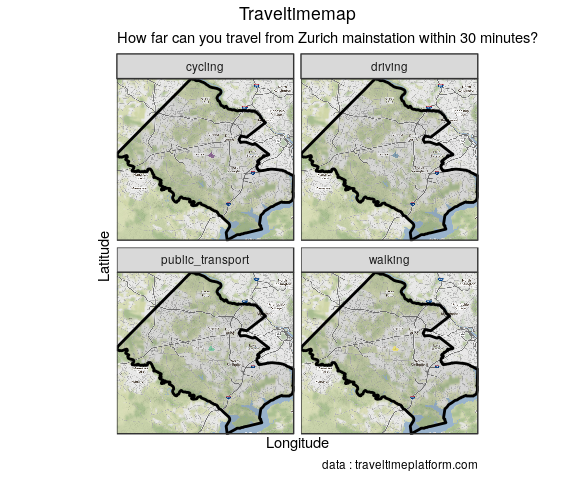 Traveltimemap
How far can you travel from Zurich mainstation within 30 minutes?
cycling
driving
public_transport
walking
Latitude
Longitude
data : traveltimeplatform.com